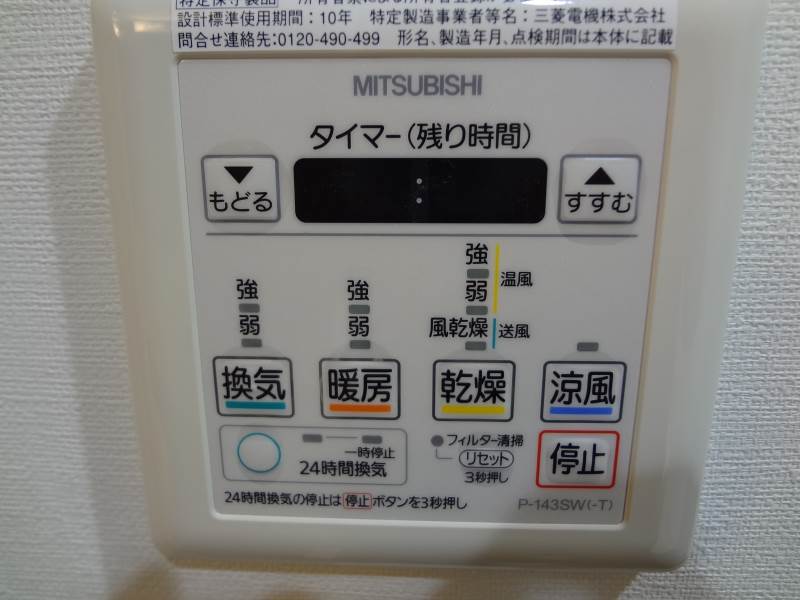 設計標準使用期間：10年 特定製造事業者等名：三菱電機株式会社
問合せ連絡先：0120-490-499 形名、製造年月、点検期間は本体に記載
MITSUBISHI
タイマー（残り時間）
▼
もどる
:
▲
すすむ
強
弱
強
弱
強
弱
温風
風乾燥
送風
換気
暖房
乾燥
涼風
一時停止
24時間換気
フィルター清掃
リセット
3秒押し
停止
24時間換気の停止は停止ボタンを3秒押し
P-143SW(-T)